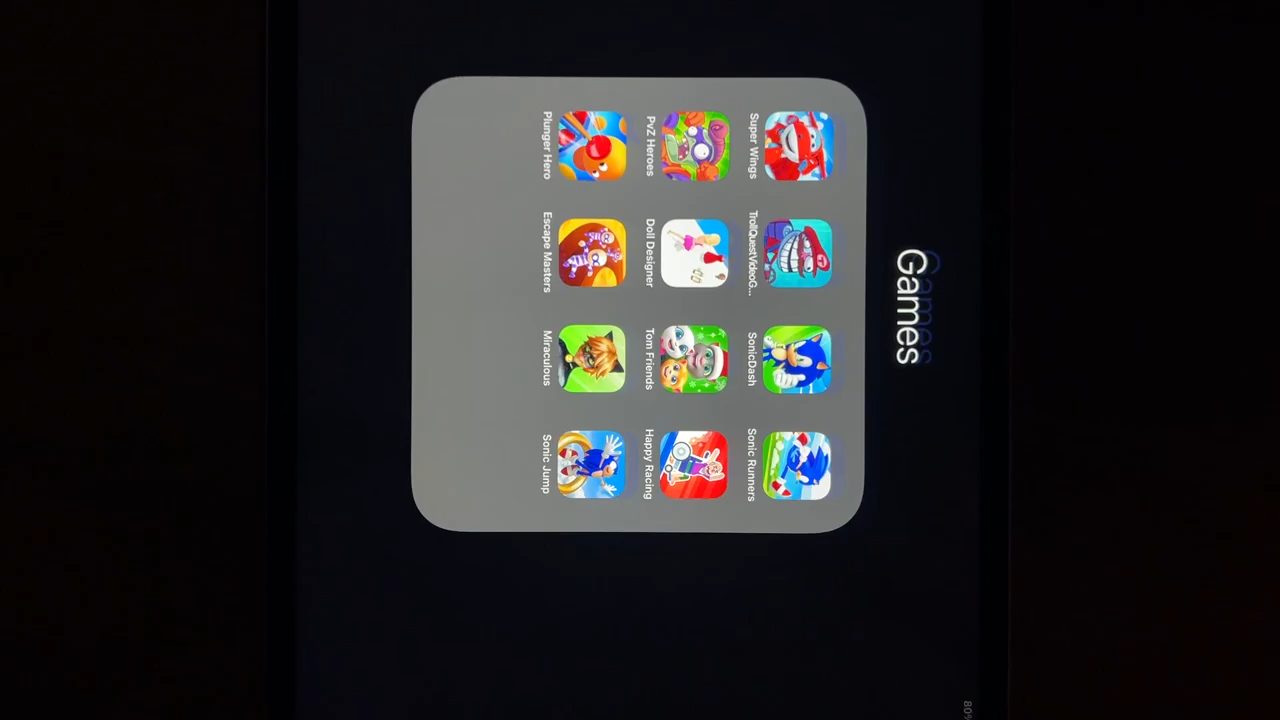 80%
Games
Super Wings
TrollQuestVideoG...
SonicDash
Sonic Runners
PvZ Heroes
Doll Designer
Tom Friends
Happy Racing
Plunger Hero
Escape Masters
Miraculous
Sonic Jump